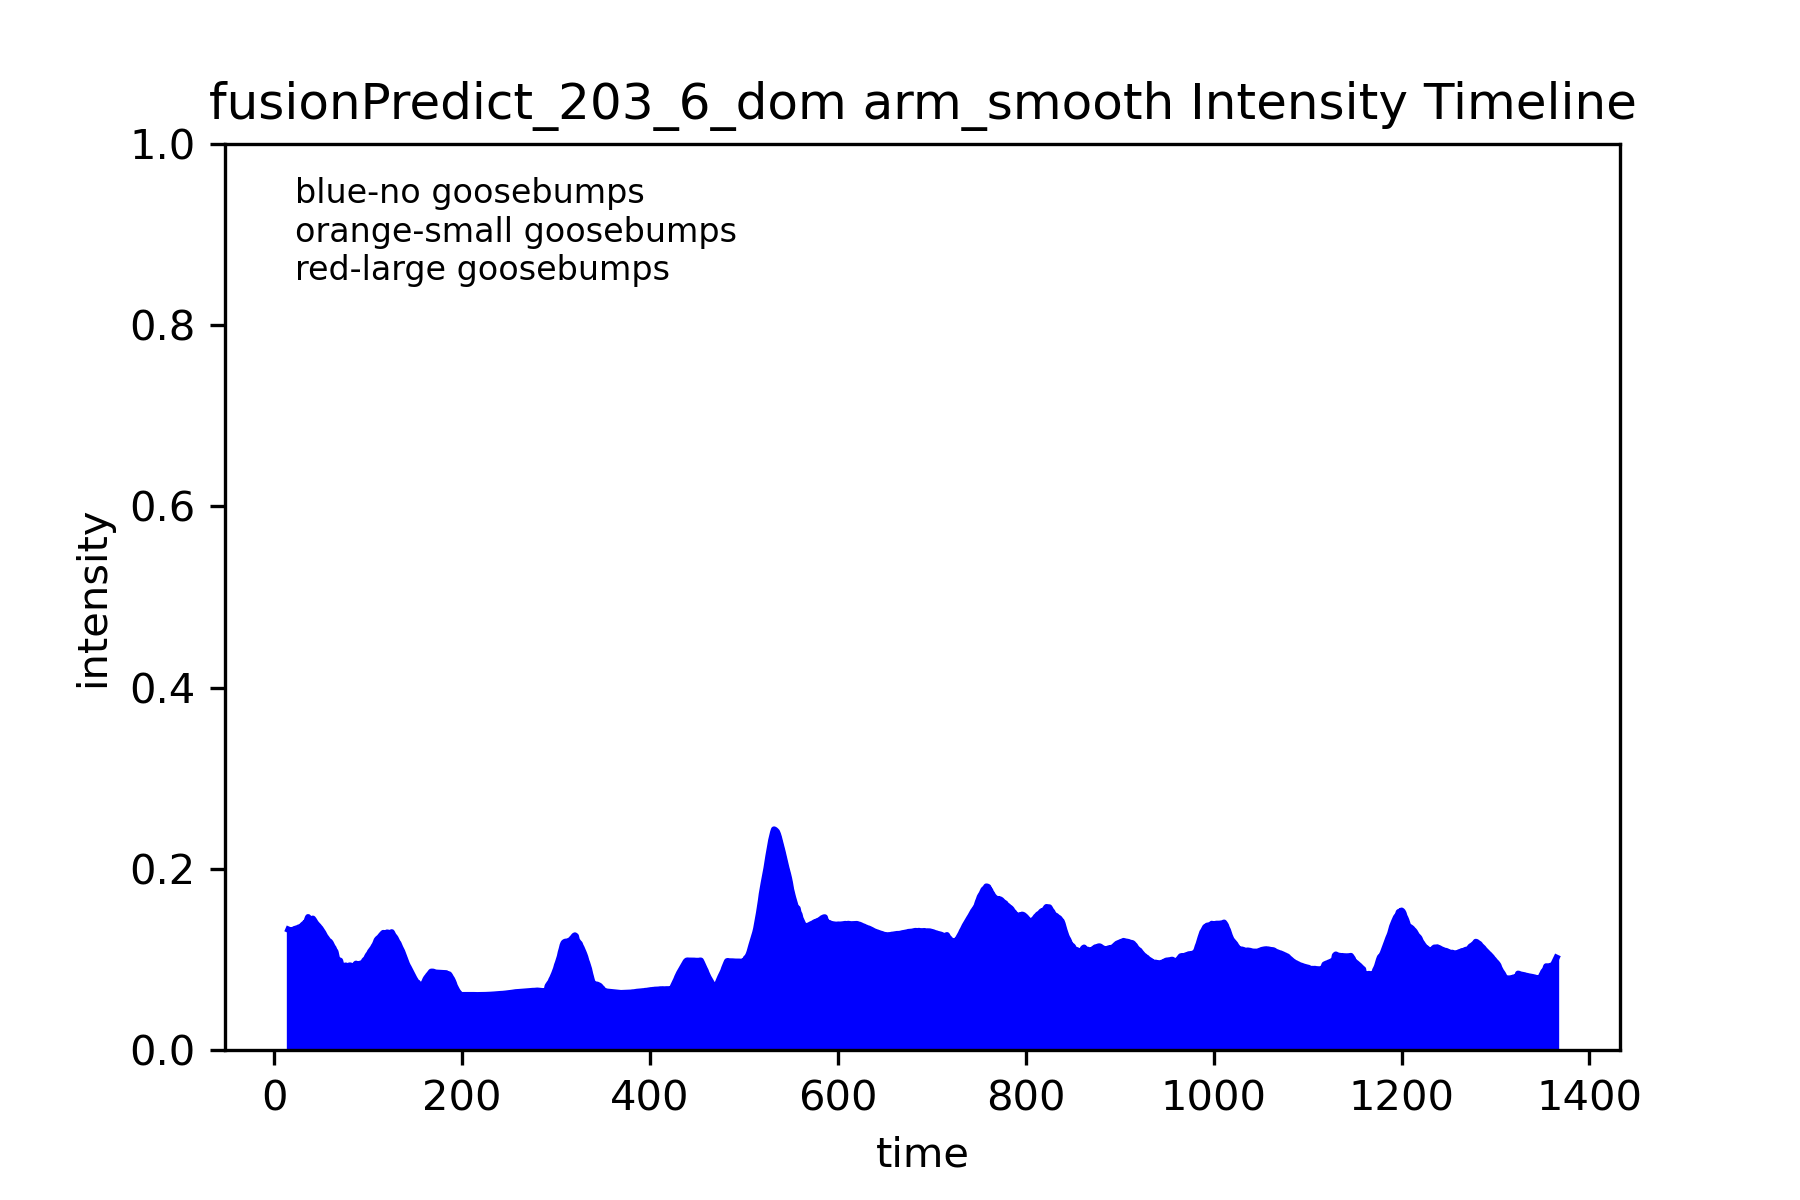 fusionPredict_203_6_dom arm_smooth Intensity Timeline
1.0
blue-no goosebumps
orange-small goosebumps
red-large goosebumps
0.8
0.6
intensity
0.4
0.2
0.0
0 200 400 600 800 1000 1200 1400
time